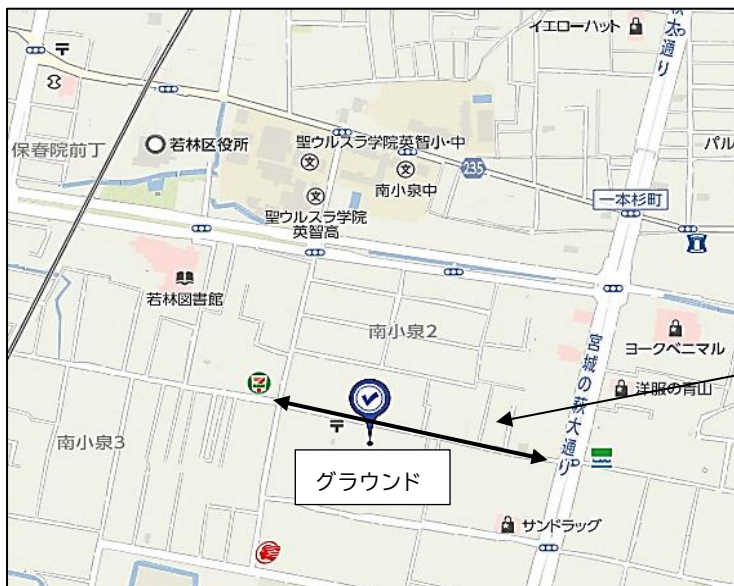 イエローハット
萩大通り
保春院前丁
若林区役所
聖ウルスラ学院英智小・中
235
パル
南小泉中
一本杉町
聖ウルスラ学院
英智高
若林図書館
南小泉2
宮城の萩大通り
ヨークベニマル
洋服の青山
7
南小泉3
グラウンド
サンドラッグ
P